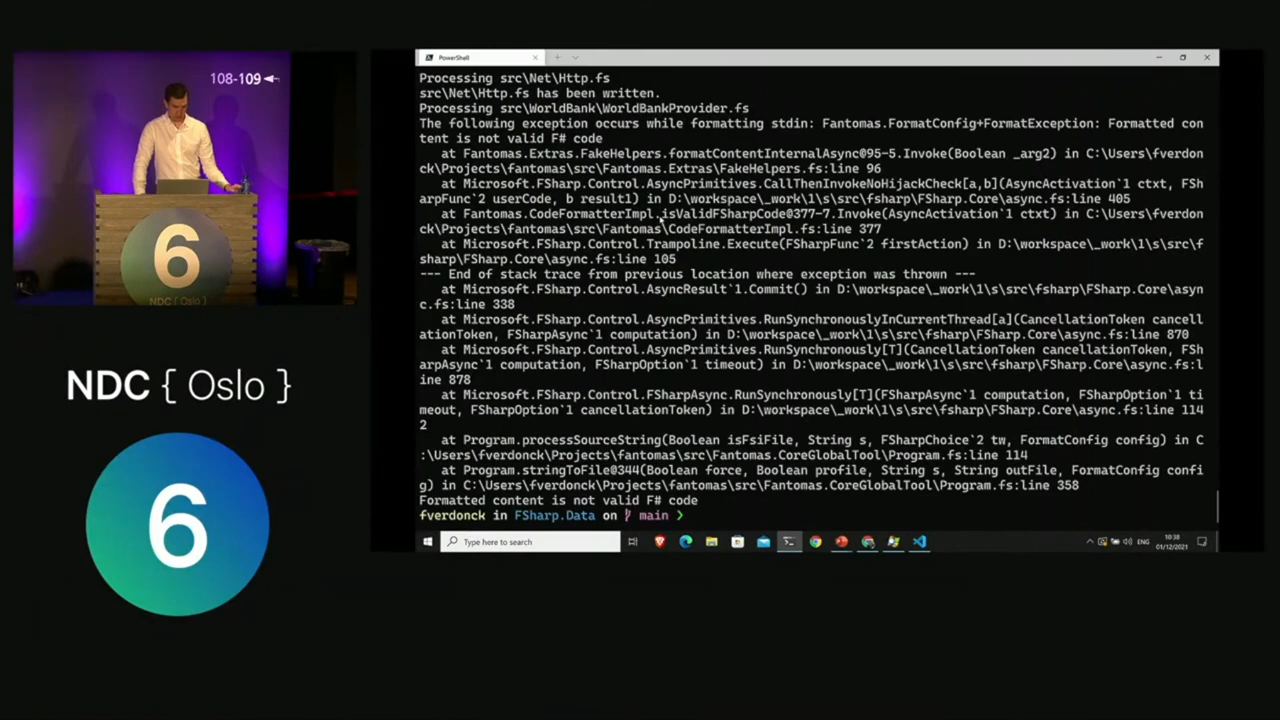 108-109
6
NDC { Oslo }
NDC { Oslo }
6
PowerShell
Processing src\Net\Http.fs
src\Net\Http.fs has been written.
Processing src\WorldBank\WorldBankProvider.fs
The following exception occurs while formatting stdin: Fantomas.FormatConfig+FormatException: Formatted con
tent is not valid F# code
at Fantomas.Extras.FakeHelpers.formatContentInternalAsync@95-5.Invoke(Boolean _arg2) in C:\Users\fverdon
ck\Projects\fantomas\src\Fantomas.Extras\FakeHelpers.fs:line 96
at Microsoft.FSharp.Control.AsyncPrimitives.CallThenInvokeNoHijackCheck[a,b](AsyncActivation`1 ctxt, FSh
arpFunc`2 userCode, b result1) in D:\workspace\_work\1\s\src\fsharp\FSharp.Core\async.fs:line 405
at Fantomas.CodeFormatterImpl.isValidFSharpCode@377-7.Invoke(AsyncActivation`1 ctxt) in C:\Users\fverdon
ck\Projects\fantomas\src\Fantomas\CodeFormatterImpl.fs:line 377
at Microsoft.FSharp.Control.Trampoline.Execute(FSharpFunc`2 firstAction) in D:\workspace\_work\1\s\src\f
sharp\FSharp.Core\async.fs:line 105
--- End of stack trace from previous location where exception was thrown ---
at Microsoft.FSharp.Control.AsyncResult`1.Commit() in D:\workspace\_work\1\s\src\fsharp\FSharp.Core\asyn
c.fs:line 338
at Microsoft.FSharp.Control.AsyncPrimitives.RunSynchronouslyInCurrentThread[a](CancellationToken cancell
ationToken, FSharpAsync`1 computation) in D:\workspace\_work\1\s\src\fsharp\FSharp.Core\async.fs:line 870
at Microsoft.FSharp.Control.AsyncPrimitives.RunSynchronously[T](CancellationToken cancellationToken, FSh
arpAsync`1 computation, FSharpOption`1 timeout) in D:\workspace\_work\1\s\src\fsharp\FSharp.Core\async.fs:l
ine 878
at Microsoft.FSharp.Control.FSharpAsync.RunSynchronously[T](FSharpAsync`1 computation, FSharpOption`1 ti
meout, FSharpOption`1 cancellationToken) in D:\workspace\_work\1\s\src\fsharp\FSharp.Core\async.fs:line 114
2
at Program.processSourceString(Boolean isFsiFile, String s, FSharpChoice`2 tw, FormatConfig config) in C
:\Users\fverdonck\Projects\fantomas\src\Fantomas.CoreGlobalTool\Program.fs:line 114
at Program.stringToFile@344(Boolean force, Boolean profile, String s, String outFile, FormatConfig confi
g) in C:\Users\fverdonck\Projects\fantomas\src\Fantomas.CoreGlobalTool\Program.fs:line 358
Formatted content is not valid F# code
fverdonck in FSharp.Data on main ❯
Type here to search
ENG
10:38
01/12/2021